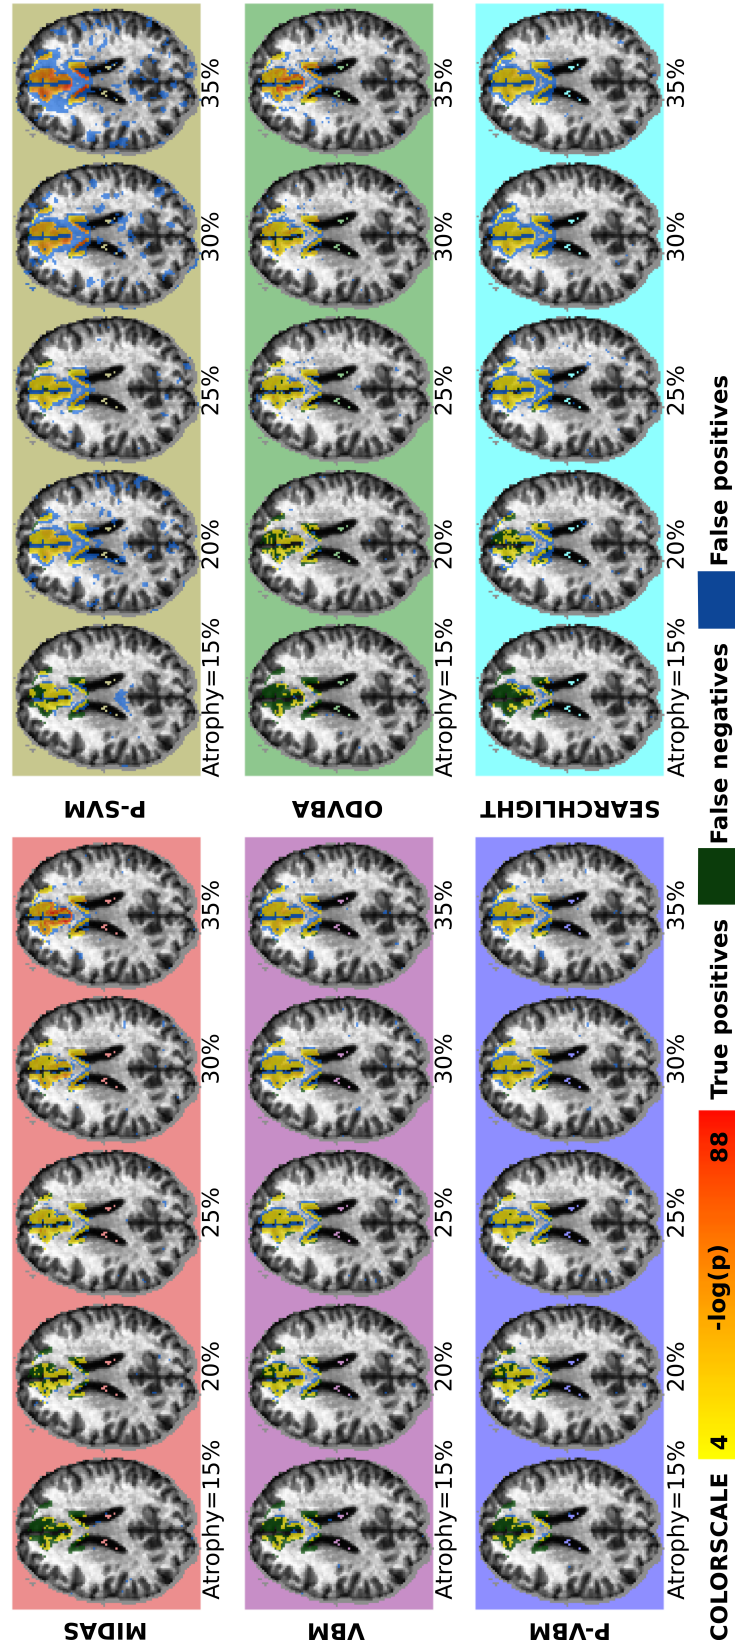 MIDAS
Atrophy=15% 20% 25% 30% 35%
P-SVM
Atrophy=15% 20% 25% 30% 35%
VBM
Atrophy=15% 20% 25% 30% 35%
ODVBA
Atrophy=15% 20% 25% 30% 35%
P-VBM
Atrophy=15% 20% 25% 30% 35%
SEARCHLIGHT
Atrophy=15% 20% 25% 30% 35%
COLORSCALE 4 -log(p) 88 True positives False negatives False positives